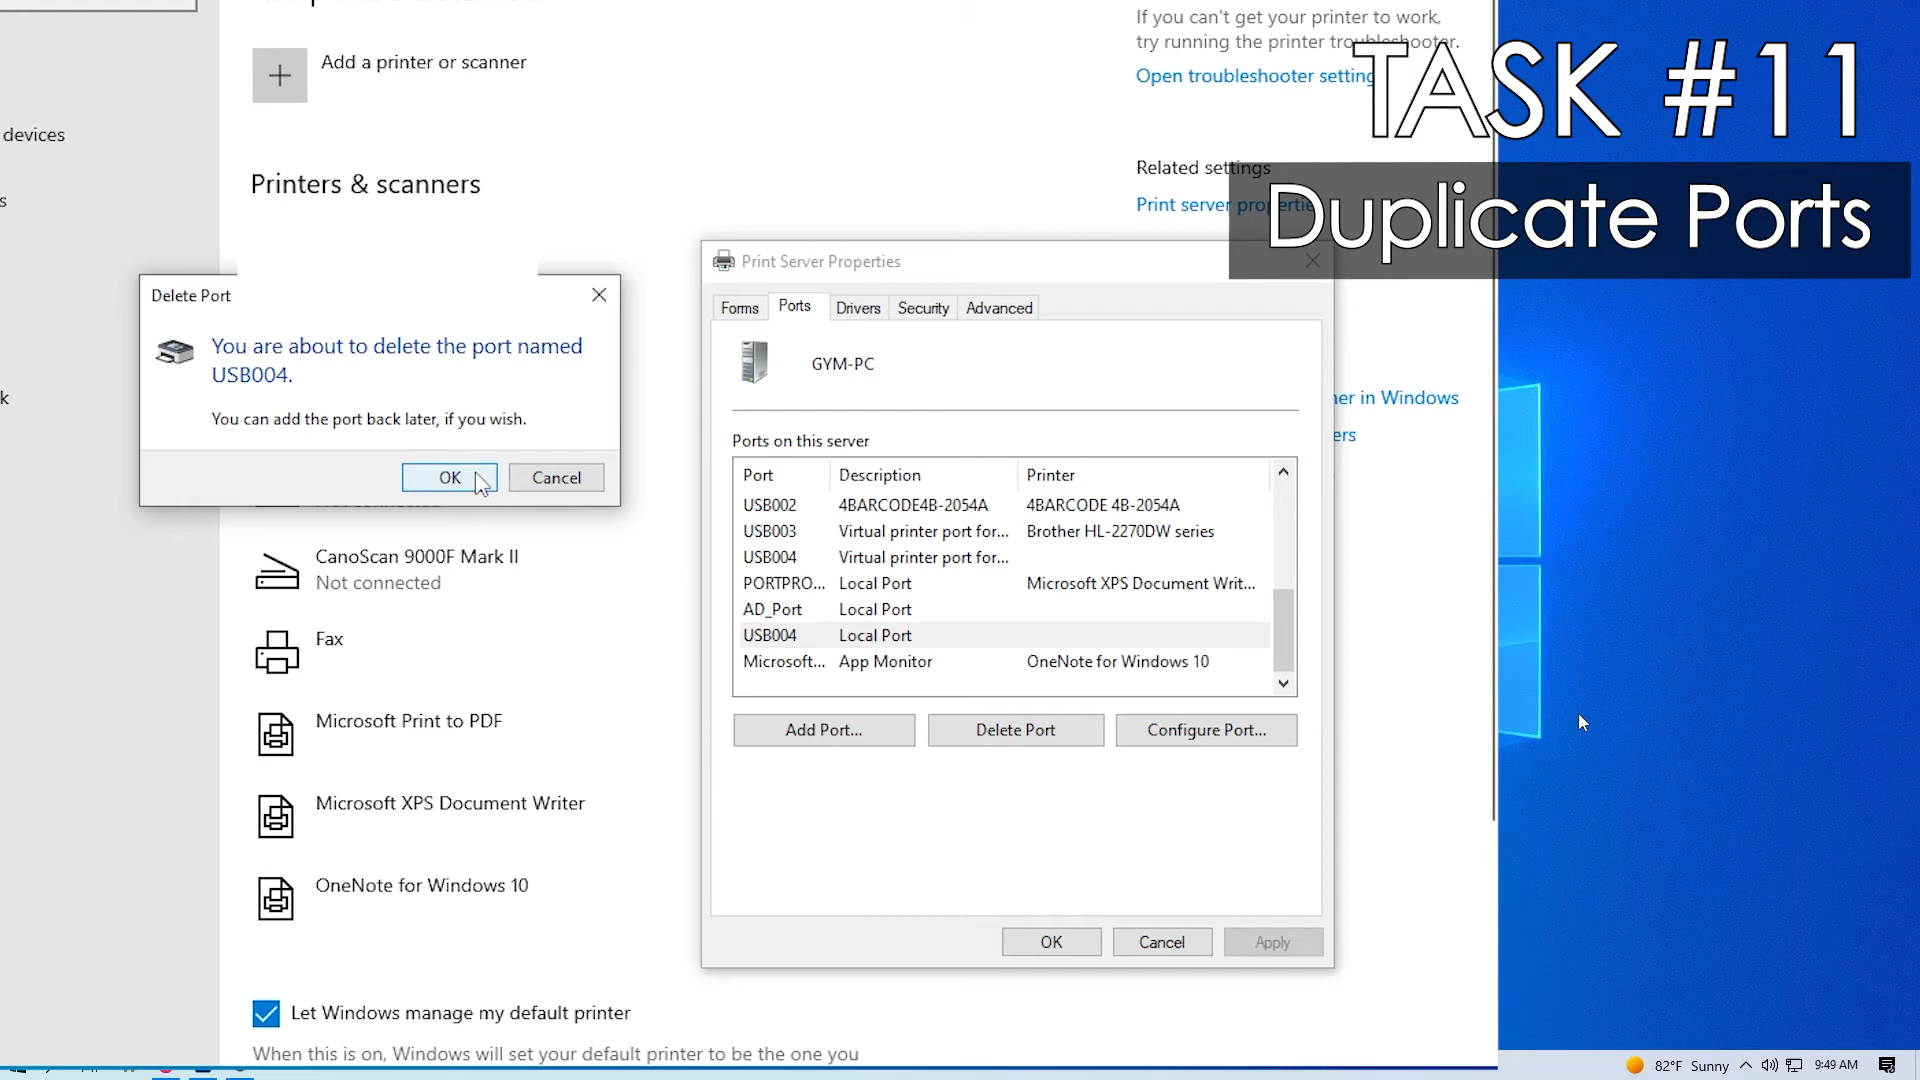 If you can't get your printer to work,
try running the printer troubleshooter.
Open troubleshooter setting
TASK #11
Add a printer or scanner
devices
Related settings
Printers & scanners
s
Print server propertie
Duplicate Ports
Print Server Properties
Delete Port
Forms
Ports
Drivers
Security
Advanced
You are about to delete the port named
USB004.
GYM-PC
You can add the port back later, if you wish.
k
ner in Windows
ers
Ports on this server
OK
Cancel
Port Description Printer
USB002 4BARCODE4B-2054A 4BARCODE 4B-2054A
USB003 Virtual printer port for... Brother HL-2270DW series
USB004 Virtual printer port for...
PORTPRO... Local Port Microsoft XPS Document Writ...
AD_Port Local Port
USB004 Local Port
Microsoft... App Monitor OneNote for Windows 10
CanoScan 9000F Mark II
Not connected
Fax
Microsoft Print to PDF
Add Port...
Delete Port
Configure Port...
Microsoft XPS Document Writer
OneNote for Windows 10
OK
Cancel
Apply
Let Windows manage my default printer
When this is on, Windows will set your default printer to be the one you
82°F Sunny
9:49 AM